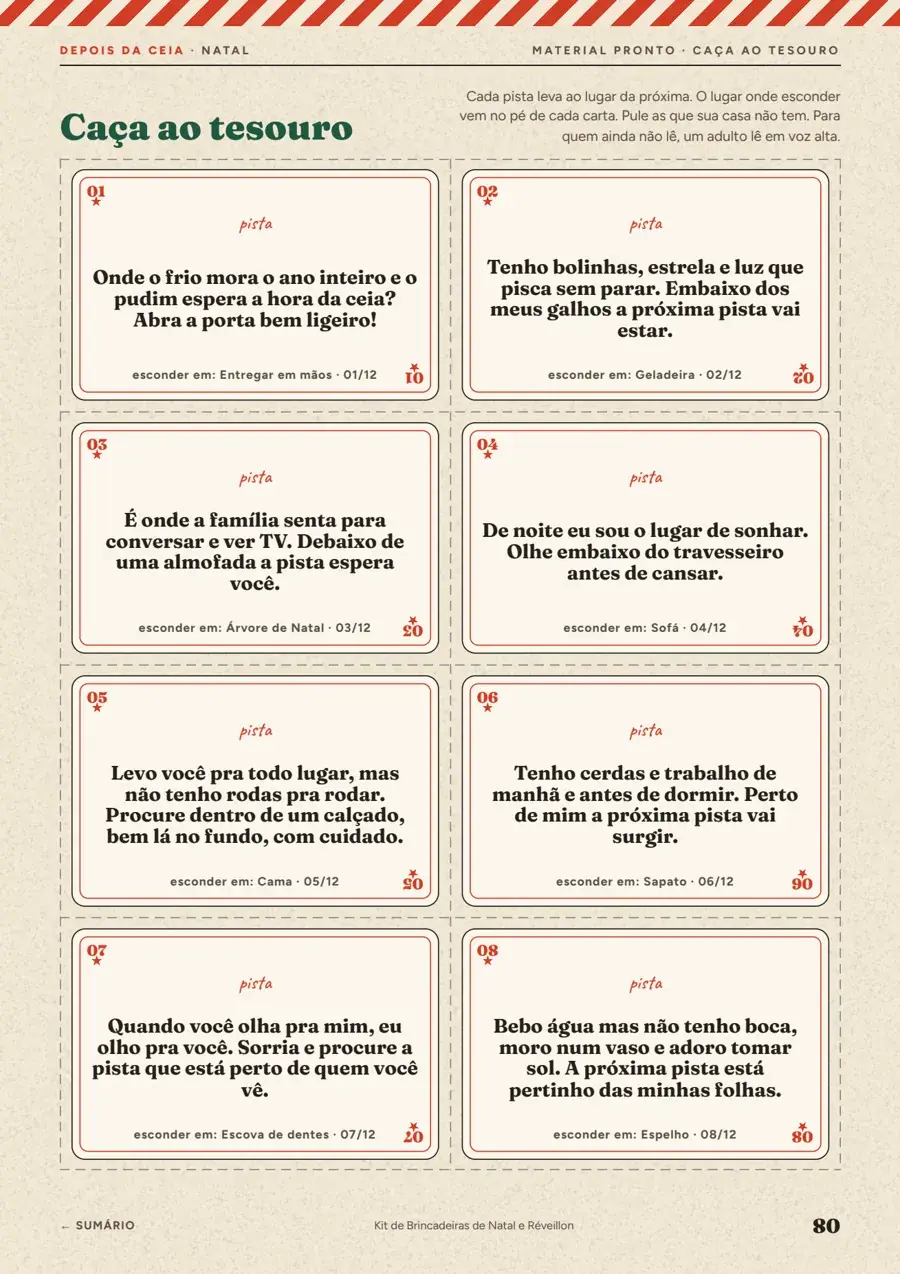 DEPOIS DA CEIA · NATAL
MATERIAL PRONTO · CAÇA AO TESOURO
Caça ao tesouro
Cada pista leva ao lugar da próxima. O lugar onde esconder
vem no pé de cada carta. Pule as que sua casa não tem. Para
quem ainda não lê, um adulto lê em voz alta.
01
pista
Onde o frio mora o ano inteiro e o
pudim espera a hora da ceia?
Abra a porta bem ligeiro!
esconder em: Entregar em mãos · 01/12
01
02
pista
Tenho bolinhas, estrela e luz que
pisca sem parar. Embaixo dos
meus galhos a próxima pista vai
estar.
esconder em: Geladeira · 02/12
02
03
pista
É onde a família senta para
conversar e ver TV. Debaixo de
uma almofada a pista espera
você.
esconder em: Árvore de Natal · 03/12
03
04
pista
De noite eu sou o lugar de sonhar.
Olhe embaixo do travesseiro
antes de cansar.
esconder em: Sofá · 04/12
04
05
pista
Levo você pra todo lugar, mas
não tenho rodas pra rodar.
Procure dentro de um calçado,
bem lá no fundo, com cuidado.
esconder em: Cama · 05/12
05
06
pista
Tenho cerdas e trabalho de
manhã e antes de dormir. Perto
de mim a próxima pista vai
surgir.
esconder em: Sapato · 06/12
06
07
pista
Quando você olha pra mim, eu
olho pra você. Sorria e procure a
pista que está perto de quem você
vê.
esconder em: Escova de dentes · 07/12
07
08
pista
Bebo água mas não tenho boca,
moro num vaso e adoro tomar
sol. A próxima pista está
pertinho das minhas folhas.
esconder em: Espelho · 08/12
08
← SUMÁRIO
Kit de Brincadeiras de Natal e Réveillon
80